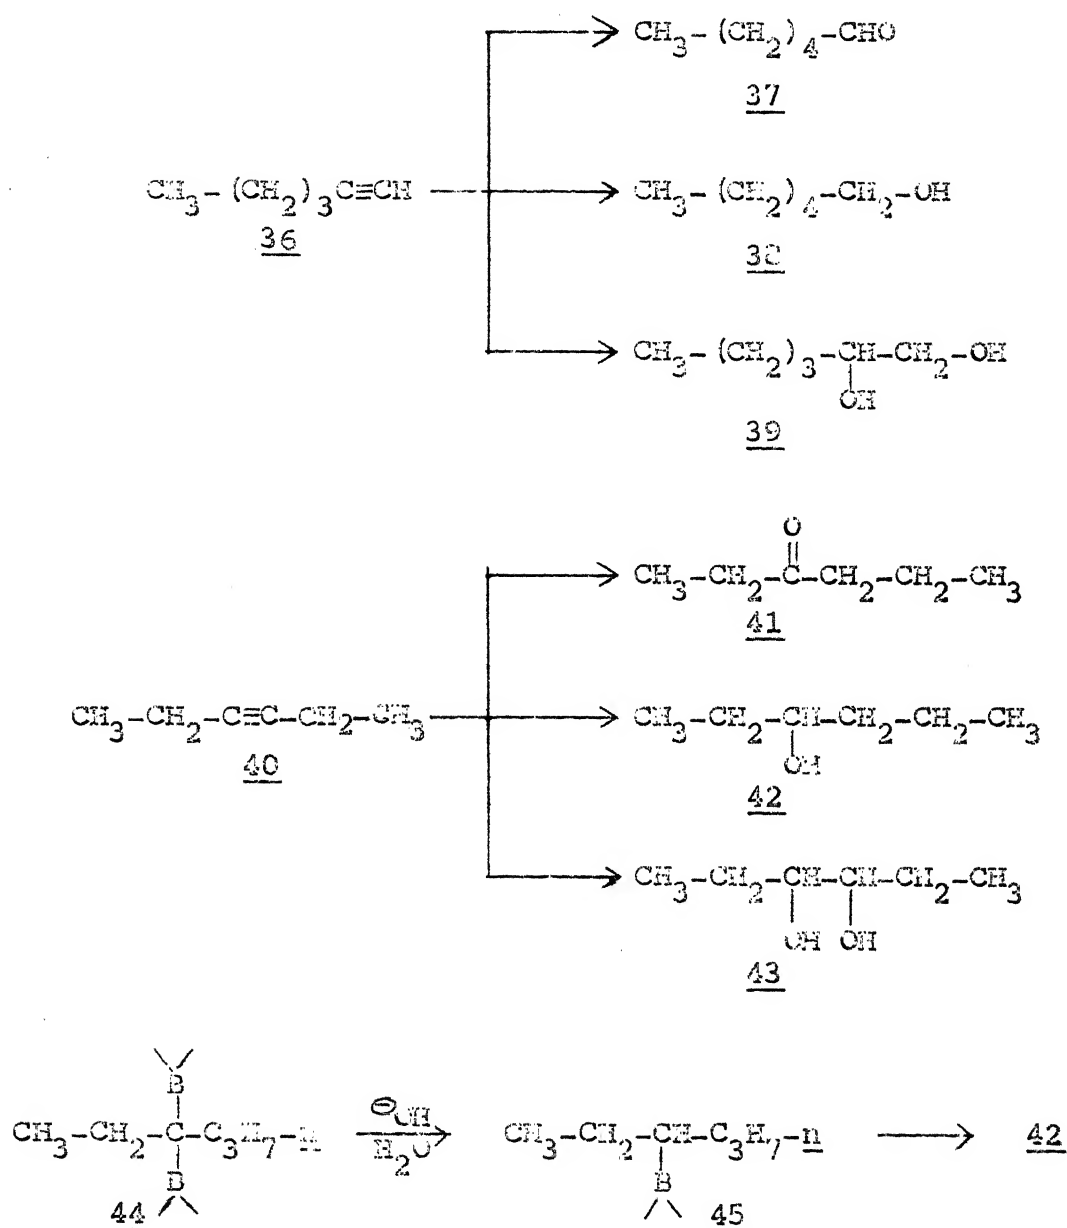 CH3-(CH2)4-CHO
37
CH3-(CH2)3C≡CH
36
CH3-(CH2)4-CH2-OH
38
CH3-(CH2)3-CH-CH2-OH
OH
39
O
CH3-CH2-C-CH2-CH2-CH3
41
CH3-CH2-C≡C-CH2-CH3
40
CH3-CH2-CH-CH2-CH2-CH3
OH
42
CH3-CH2-CH-CH-CH2-CH3
OH OH
43
B
CH3-CH2-C-C3H7-n
B
44
⊖OH
H2O
CH3-CH2-CH-C3H7-n
B
45
42